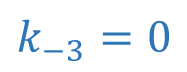 k₋₃ = 0